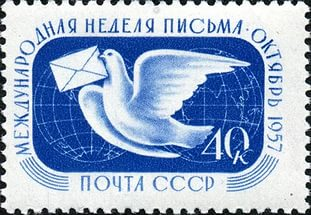 МЕЖДУНАРОДНАЯ НЕДЕЛЯ ПИСЬМА · ОКТЯБРЬ 1957
40к
ПОЧТА СССР